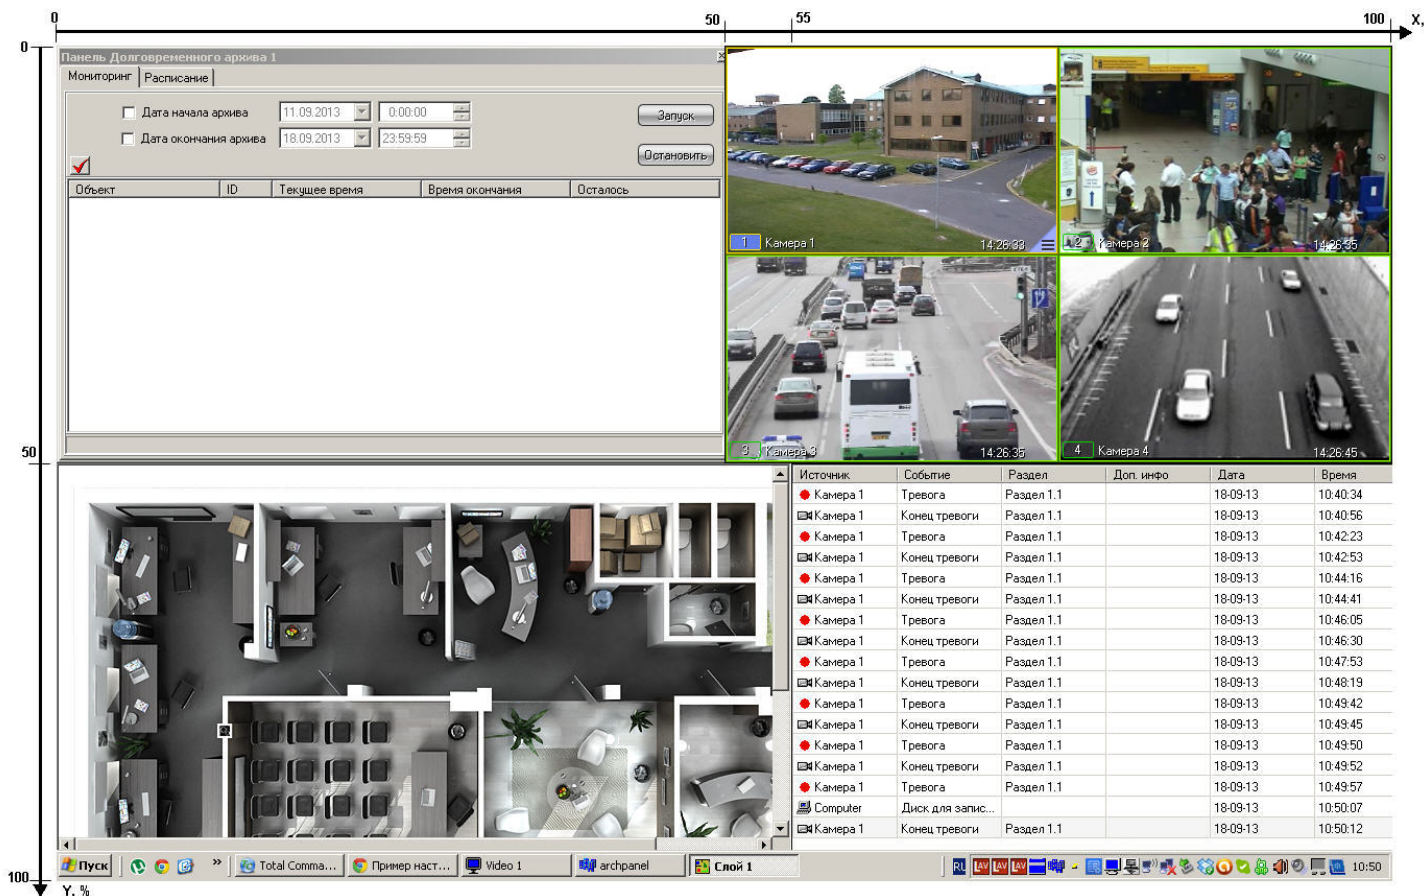 0 50 55 100 X,
0
Панель Долговременного архива 1
Мониторинг Расписание
Дата начала архива 11.09.2013 0:00:00 Запуск
Дата окончания архива 18.09.2013 23:59:59
Остановить
Объект ID Текущее время Время окончания Осталось
1 Камера 1 14:26:33
2 Камера 2 14:26:35
3 Камера 3 14:26:35
4 Камера 4 14:26:45
50
Источник Событие Раздел Доп. инфо Дата Время
Камера 1 Тревога Раздел 1.1 18-09-13 10:40:34
Камера 1 Конец тревоги Раздел 1.1 18-09-13 10:40:56
Камера 1 Тревога Раздел 1.1 18-09-13 10:42:23
Камера 1 Конец тревоги Раздел 1.1 18-09-13 10:42:53
Камера 1 Тревога Раздел 1.1 18-09-13 10:44:16
Камера 1 Конец тревоги Раздел 1.1 18-09-13 10:44:41
Камера 1 Тревога Раздел 1.1 18-09-13 10:46:05
Камера 1 Конец тревоги Раздел 1.1 18-09-13 10:46:30
Камера 1 Тревога Раздел 1.1 18-09-13 10:47:53
Камера 1 Конец тревоги Раздел 1.1 18-09-13 10:48:19
Камера 1 Тревога Раздел 1.1 18-09-13 10:49:42
Камера 1 Конец тревоги Раздел 1.1 18-09-13 10:49:45
Камера 1 Тревога Раздел 1.1 18-09-13 10:49:50
Камера 1 Конец тревоги Раздел 1.1 18-09-13 10:49:52
Камера 1 Тревога Раздел 1.1 18-09-13 10:49:57
Computer Диск для запис... 18-09-13 10:50:07
Камера 1 Конец тревоги Раздел 1.1 18-09-13 10:50:12
Пуск » Total Comma... Пример наст... Video 1 archpanel Слой 1 RL LAV LAV LAV 10:50
100
Y, %